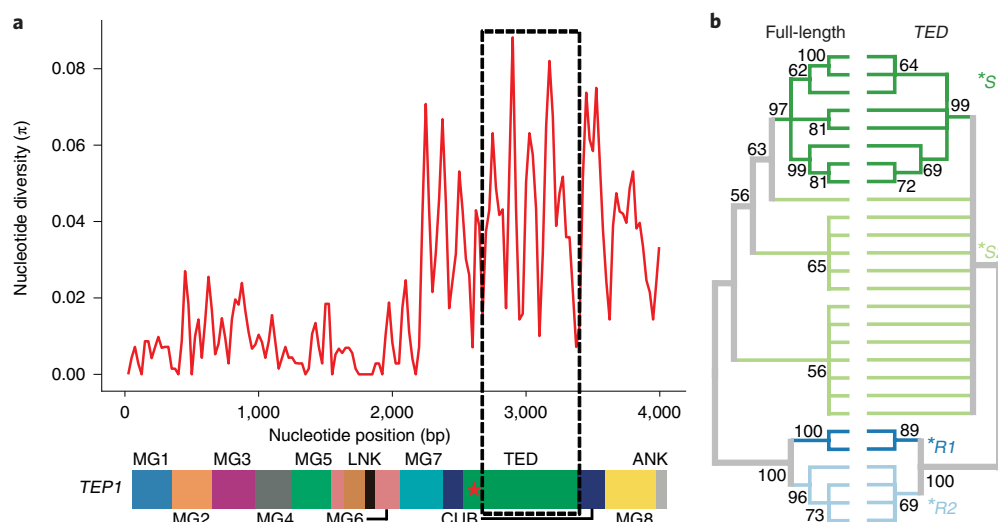 a
Nucleotide diversity (π)
0.08
0.06
0.04
0.02
0.00
0 1,000 2,000 3,000 4,000
Nucleotide position (bp)
MG1 MG3 MG5 LNK MG7 TED ANK
TEP1
MG2 MG4 MG6 CUB MG8
b
Full-length TED
100 64
62 *S
97 99
81
63 99 69
81 72
56
*S
65
56
100 89 *R1
100 100
96 69 *R2
73